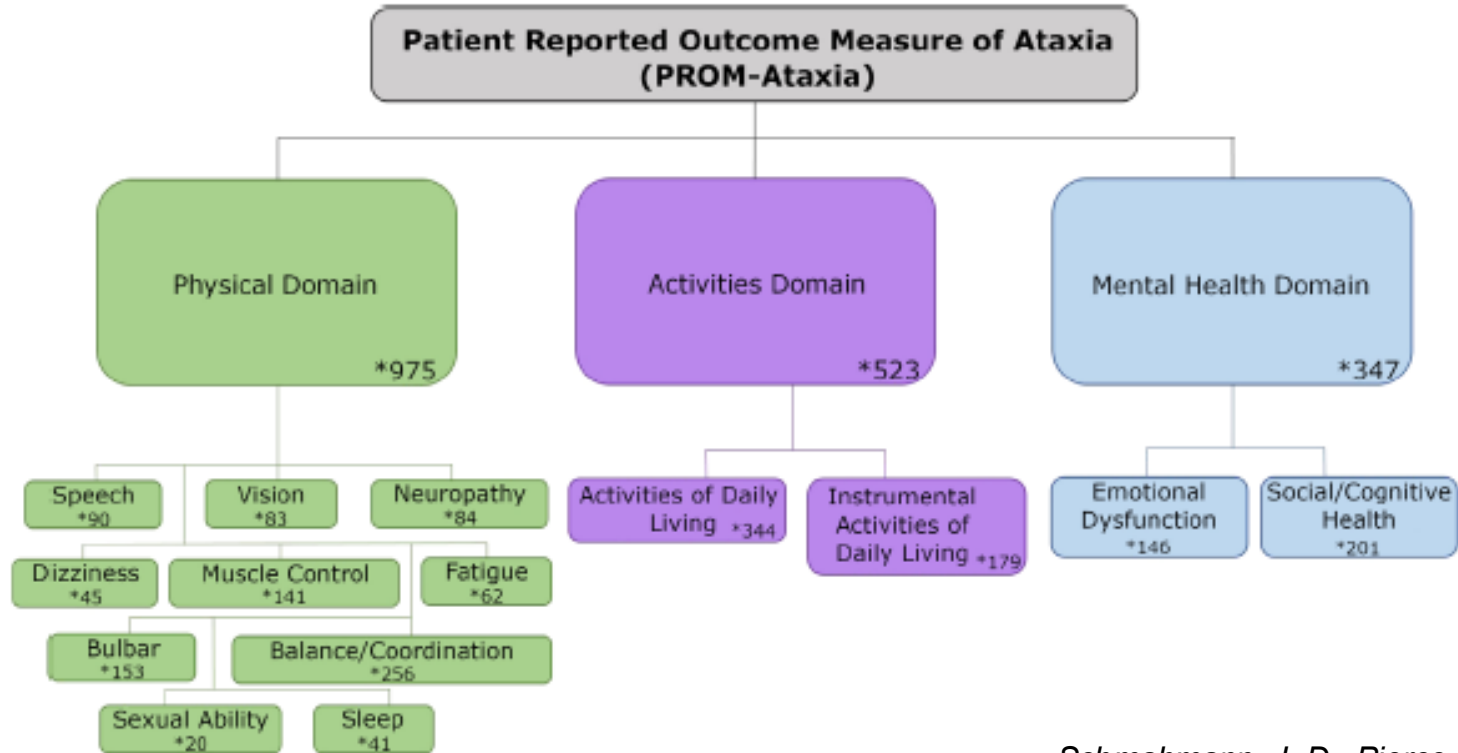 Patient Reported Outcome Measure of Ataxia
(PROM-Ataxia)
Physical Domain
*975
Activities Domain
*523
Mental Health Domain
*347
Speech
*90
Vision
*83
Neuropathy
*84
Dizziness
*45
Muscle Control
*141
Fatigue
*62
Bulbar
*153
Balance/Coordination
*256
Sexual Ability
*20
Sleep
*41
Activities of Daily
Living *344
Instrumental
Activities of
Daily Living *179
Emotional
Dysfunction
*146
Social/Cognitive
Health
*201
Schmahmann, J. D., Pierce